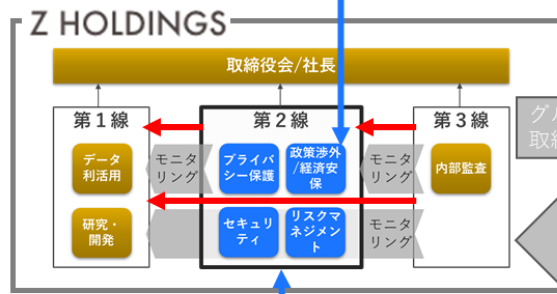 Z HOLDINGS
取締役会/社長
第1線
第2線
第3線
グル
取締
データ
利活用
モニタ
リング
プライバ
シー保護
政策渉外
/経済安
保
モニタ
リング
内部監査
研究・
開発
セキュリ
ティ
リスクマ
ネジメン
ト
モニタ
リング